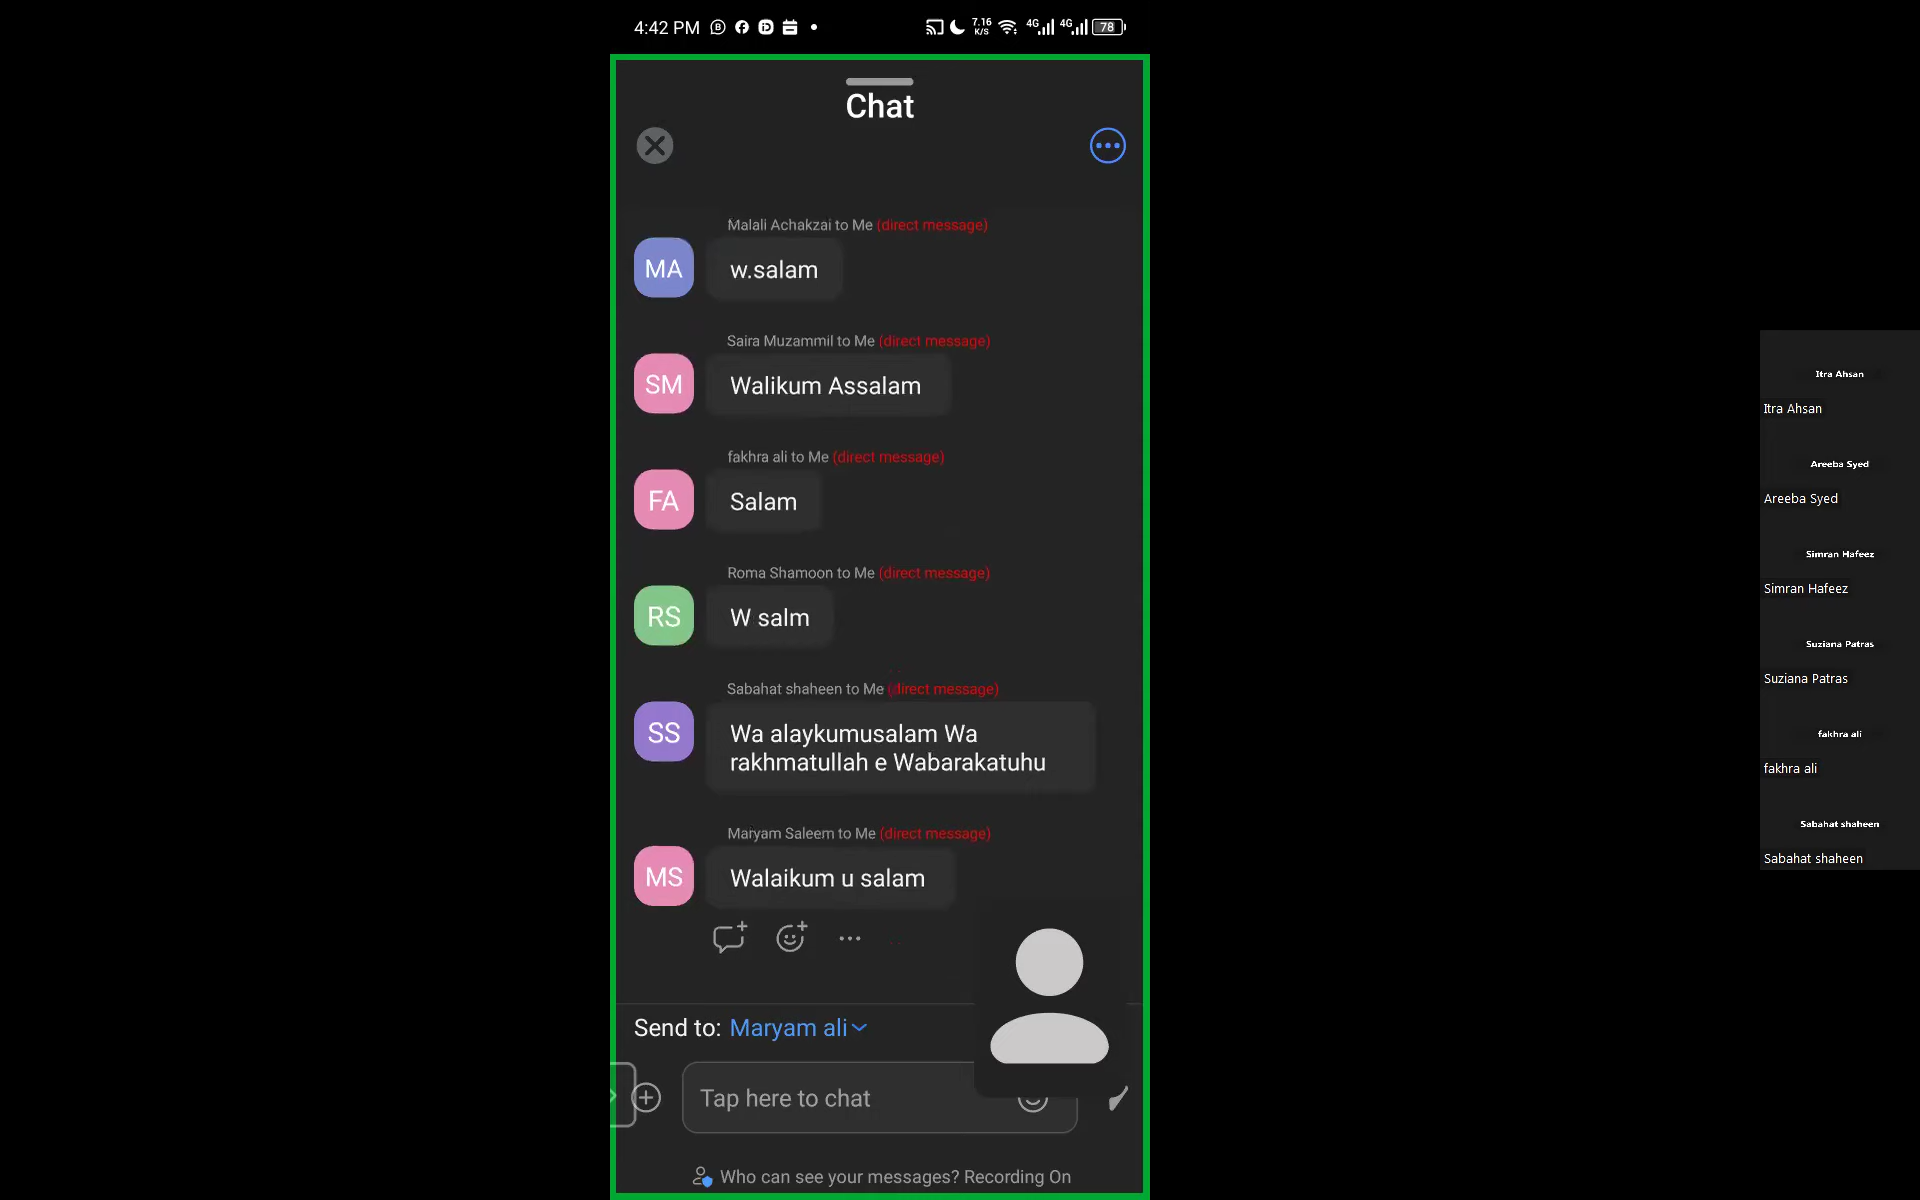 4:42 PM
7.16 K/S 4G 4G 78
Chat
Malali Achakzai to Me (direct message)
MA
w.salam
Saira Muzammil to Me (direct message)
SM
Walikum Assalam
fakhra ali to Me (direct message)
FA
Salam
Roma Shamoon to Me (direct message)
RS
W salm
Sabahat shaheen to Me (direct message)
SS
Wa alaykumusalam Wa
rakhmatullah e Wabarakatuhu
Maryam Saleem to Me (direct message)
MS
Walaikum u salam
Send to: Maryam ali
Tap here to chat
Who can see your messages? Recording On
Itra Ahsan
Itra Ahsan
Areeba Syed
Areeba Syed
Simran Hafeez
Simran Hafeez
Suziana Patras
Suziana Patras
fakhra ali
fakhra ali
Sabahat shaheen
Sabahat shaheen